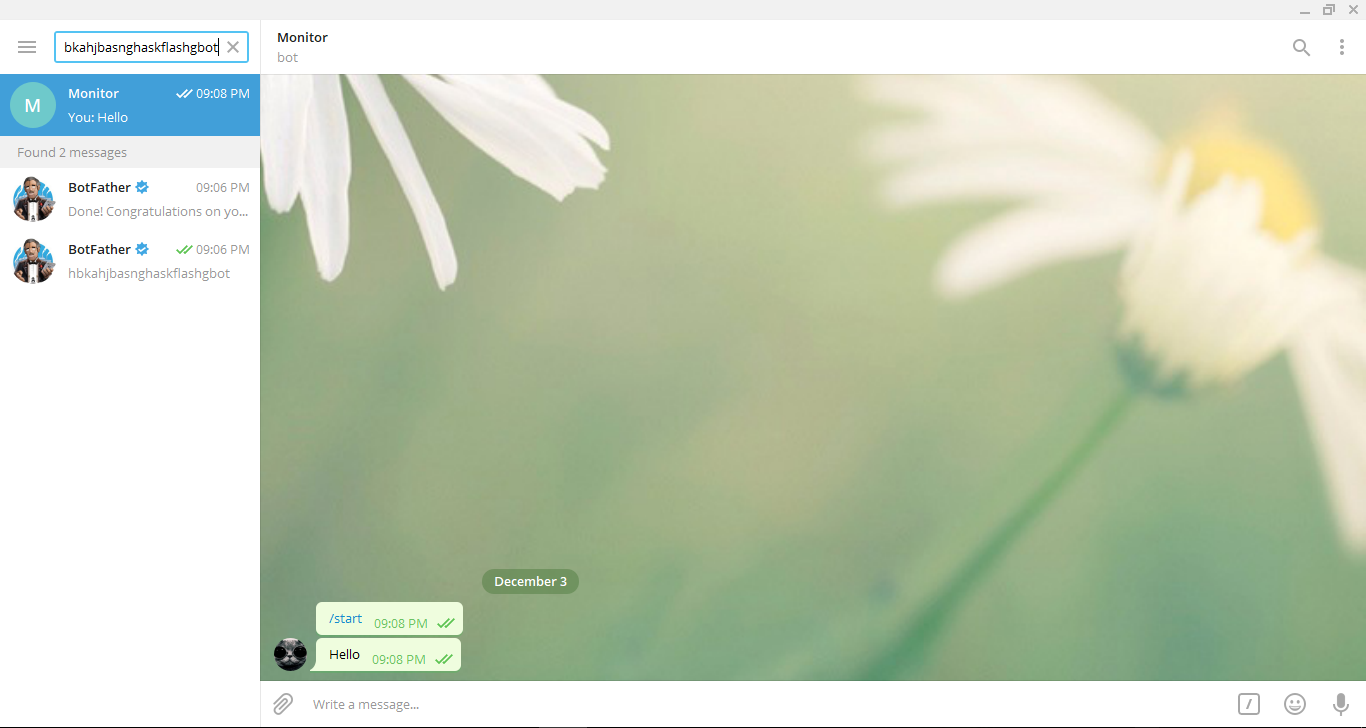 bkahjbasnghaskflashgbot
M
Monitor
09:08 PM
You: Hello
Found 2 messages
BotFather
09:06 PM
Done! Congratulations on yo...
BotFather
09:06 PM
hbkahjbasnghaskflashgbot
Monitor
bot
December 3
/start 09:08 PM
Hello 09:08 PM
Write a message...